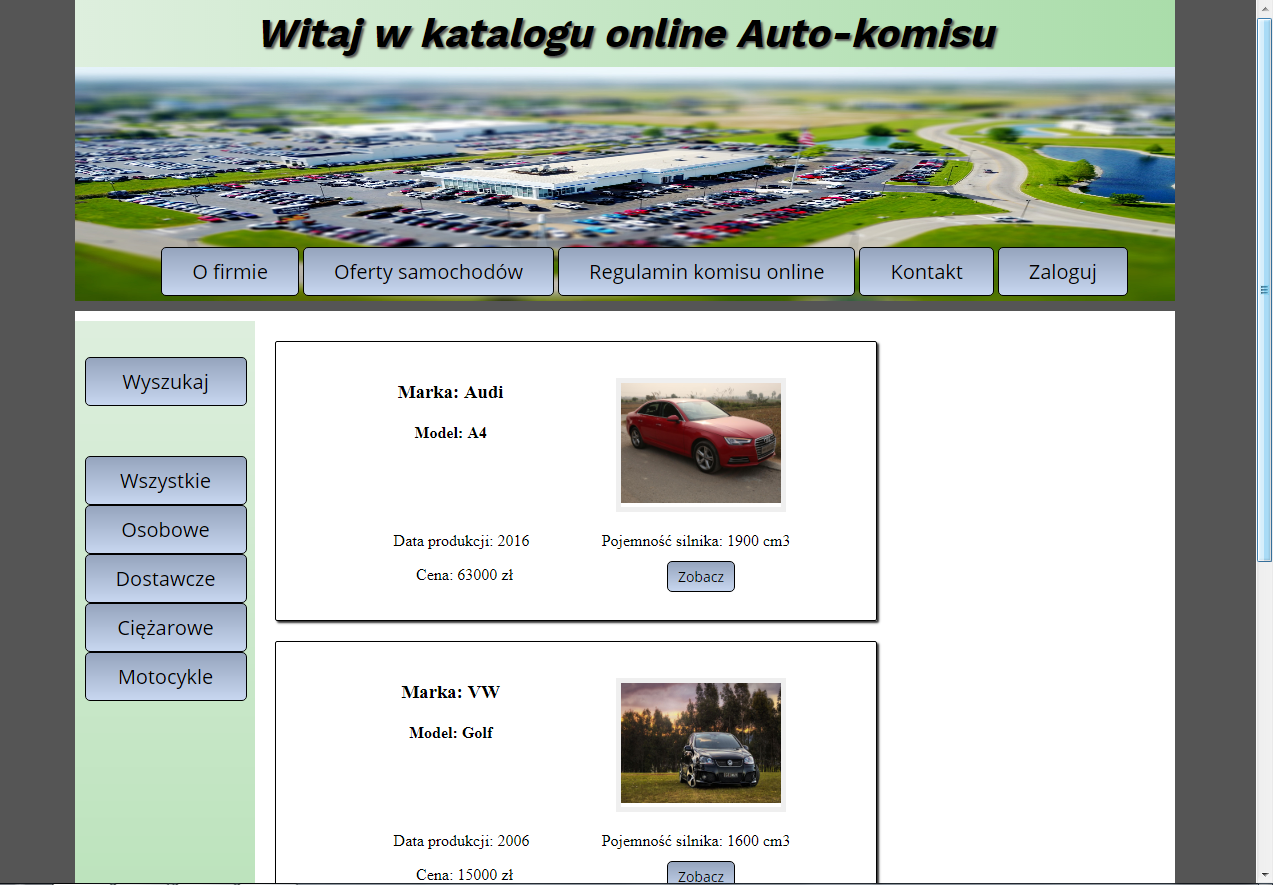 Witaj w katalogu online Auto-komisu
O firmie
Oferty samochodów
Regulamin komisu online
Kontakt
Zaloguj
Wyszukaj
Wszystkie
Osobowe
Dostawcze
Ciężarowe
Motocykle
Marka: Audi
Model: A4
Data produkcji: 2016
Pojemność silnika: 1900 cm3
Cena: 63000 zł
Zobacz
Marka: VW
Model: Golf
Data produkcji: 2006
Pojemność silnika: 1600 cm3
Cena: 15000 zł
Zobacz